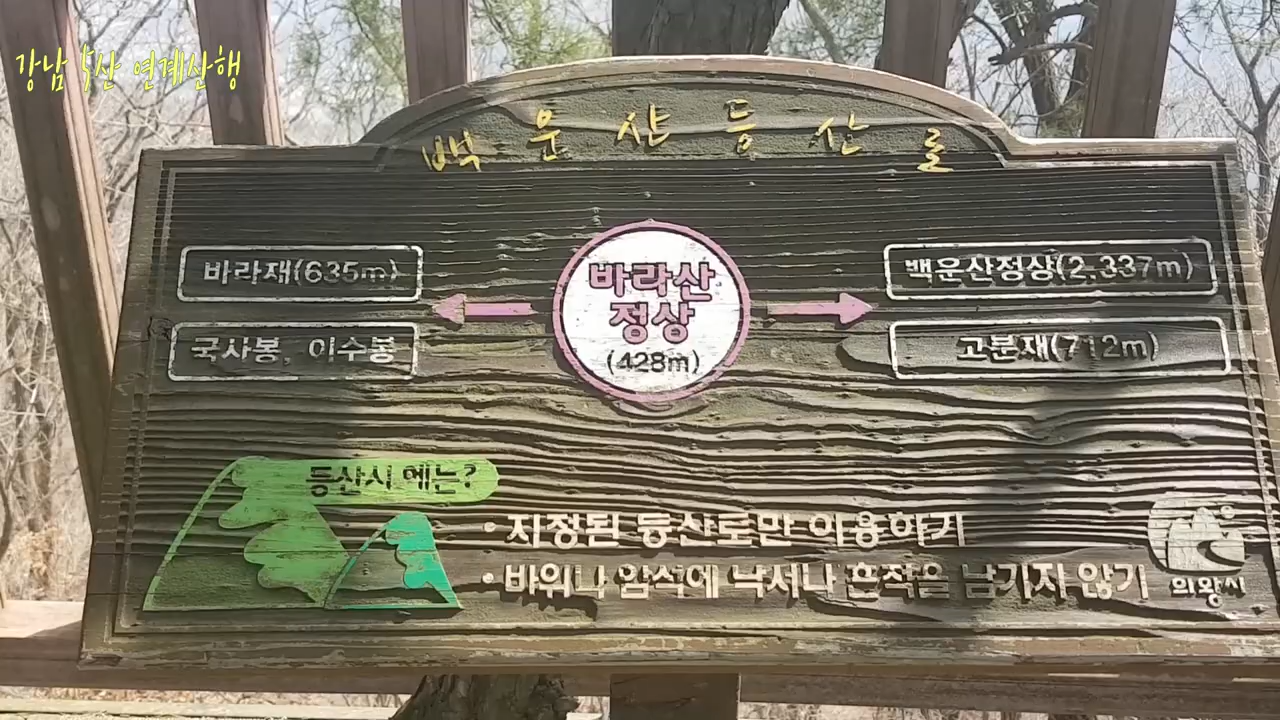 강남 5산 연계산행
백운산등산로
바라재(635m)
국사봉, 이수봉
바라산
정상
(428m)
백운산정상(2,337m)
고분재(712m)
등산시 에는?
• 지정된 등산로만 이용하기
• 바위나 암석에 낙서나 흔적을 남기지 않기
의왕시